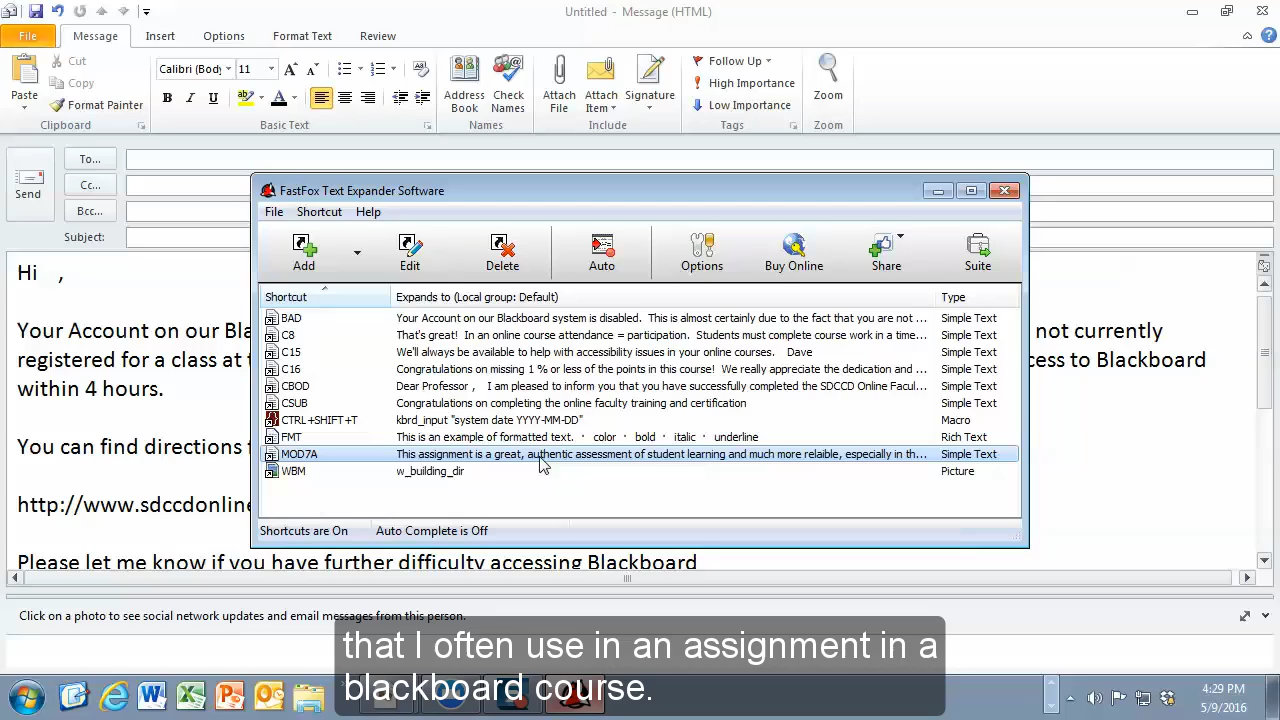 Untitled - Message (HTML)
File Message Insert Options Format Text Review
Paste
Cut
Copy
Format Painter
Clipboard
Calibri (Body 11
B I U
Basic Text
Address Book
Check Names
Names
Attach File
Attach Item
Signature
Include
Follow Up
High Importance
Low Importance
Tags
Zoom
Zoom
Send
To...
Cc...
Bcc...
Subject:
Hi ,
Your Account on our Bla
not currently
registered for a class at t
cess to Blackboard
within 4 hours.
You can find directions
http://www.sdccdonline
Please let me know if you have further difficulty accessing Blackboard
FastFox Text Expander Software
File Shortcut Help
Add Edit Delete Auto Options Buy Online Share Suite
Shortcut Expands to (Local group: Default) Type
BAD Your Account on our Blackboard system is disabled. This is almost certainly due to the fact that you are not ... Simple Text
C8 That's great! In an online course attendance = participation. Students must complete course work in a time... Simple Text
C15 We'll always be available to help with accessibility issues in your online courses. Dave Simple Text
C16 Congratulations on missing 1 % or less of the points in this course! We really appreciate the dedication and ... Simple Text
CBOD Dear Professor , I am pleased to inform you that you have successfully completed the SDCCD Online Facul... Simple Text
CSUB Congratulations on completing the online faculty training and certification Simple Text
CTRL+SHIFT+T kbrd_input "system date YYYY-MM-DD" Macro
FMT This is an example of formatted text. · color · bold · italic · underline Rich Text
MOD7A This assignment is a great, authentic assessment of student learning and much more relaible, especially in th... Simple Text
WBM w_building_dir Picture
Shortcuts are On Auto Complete is Off
Click on a photo to see social network updates and email messages from this person.
that I often use in an assignment in a
blackboard course.
4:29 PM
5/9/2016